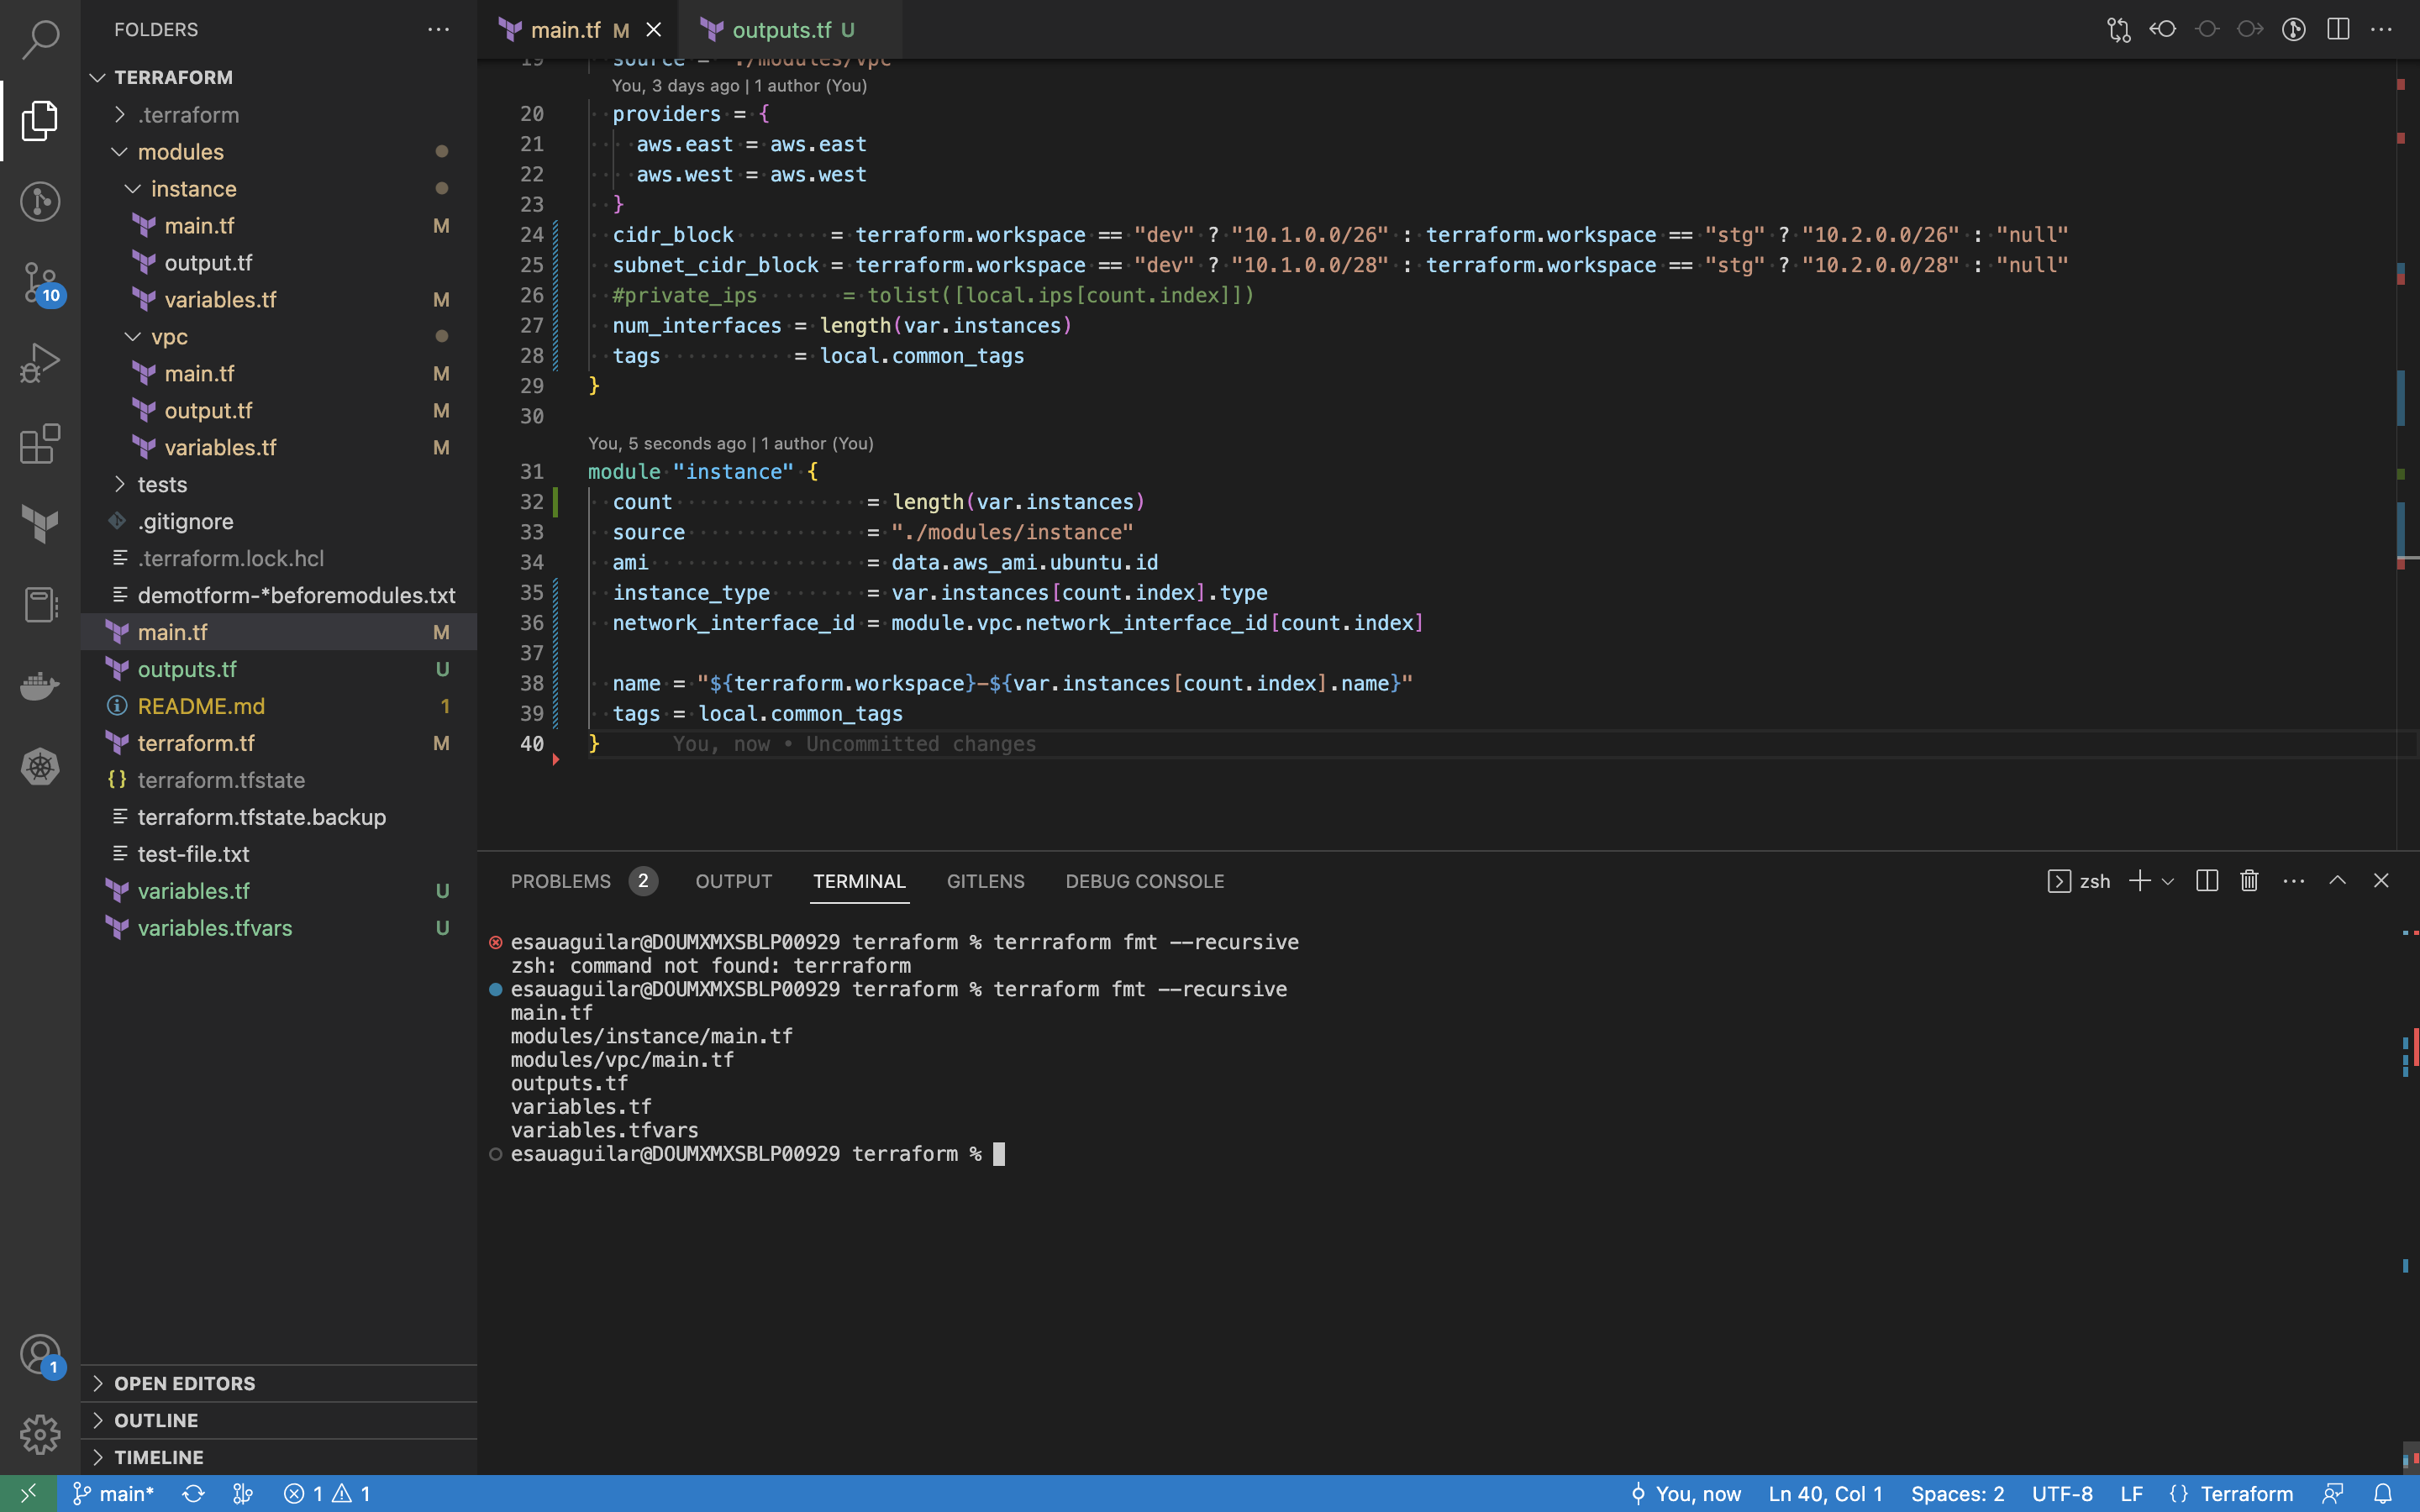 FOLDERS
TERRAFORM
.terraform
modules
instance
main.tf M
output.tf
variables.tf M
vpc
main.tf M
output.tf M
variables.tf M
tests
.gitignore
.terraform.lock.hcl
demotform-*beforemodules.txt
main.tf M
outputs.tf U
README.md 1
terraform.tf M
terraform.tfstate
terraform.tfstate.backup
test-file.txt
variables.tf U
variables.tfvars U
OPEN EDITORS
OUTLINE
TIMELINE
10
1
main.tf M
outputs.tf U
19 source = "./modules/vpc
You, 3 days ago | 1 author (You)
20 providers = {
21 aws.east = aws.east
22 aws.west = aws.west
23 }
24 cidr_block = terraform.workspace == "dev" ? "10.1.0.0/26" : terraform.workspace == "stg" ? "10.2.0.0/26" : "null"
25 subnet_cidr_block = terraform.workspace == "dev" ? "10.1.0.0/28" : terraform.workspace == "stg" ? "10.2.0.0/28" : "null"
26 #private_ips = tolist([local.ips[count.index]])
27 num_interfaces = length(var.instances)
28 tags = local.common_tags
29 }
30
You, 5 seconds ago | 1 author (You)
31 module "instance" {
32 count = length(var.instances)
33 source = "./modules/instance"
34 ami = data.aws_ami.ubuntu.id
35 instance_type = var.instances[count.index].type
36 network_interface_id = module.vpc.network_interface_id[count.index]
37
38 name = "${terraform.workspace}-${var.instances[count.index].name}"
39 tags = local.common_tags
40 } You, now • Uncommitted changes
PROBLEMS 2 OUTPUT TERMINAL GITLENS DEBUG CONSOLE
zsh
esauaguilar@DOUMXMXSBLP00929 terraform % terrraform fmt --recursive
zsh: command not found: terrraform
esauaguilar@DOUMXMXSBLP00929 terraform % terraform fmt --recursive
main.tf
modules/instance/main.tf
modules/vpc/main.tf
outputs.tf
variables.tf
variables.tfvars
esauaguilar@DOUMXMXSBLP00929 terraform %
main* 1 1
You, now Ln 40, Col 1 Spaces: 2 UTF-8 LF {} Terraform